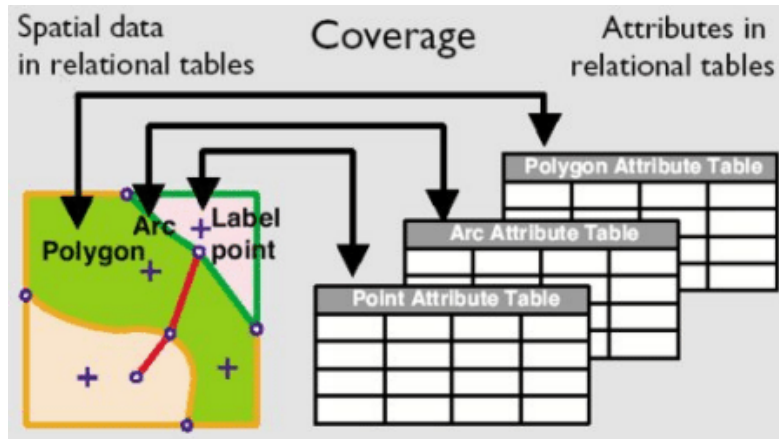 Spatial data
in relational tables
Coverage
Attributes in
relational tables
Polygon Attribute Table
Arc Attribute Table
Point Attribute Table
Arc
Label
point
Polygon